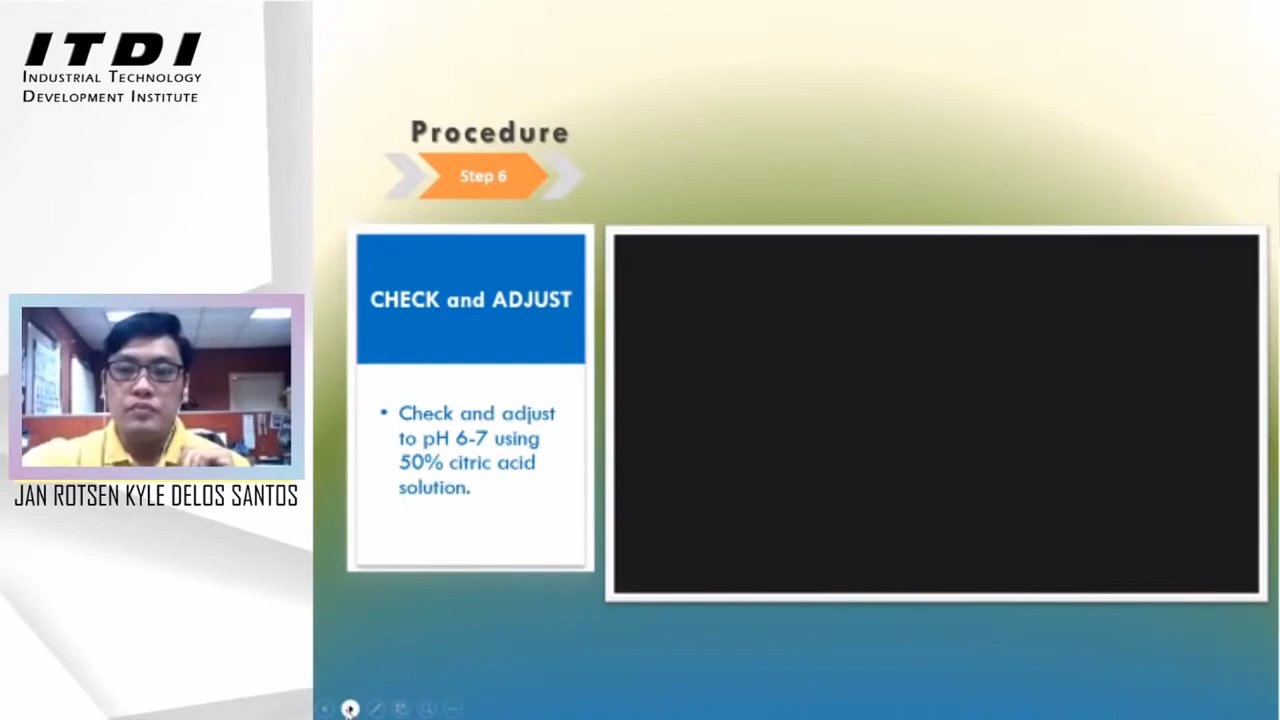 ITDI
INDUSTRIAL TECHNOLOGY
DEVELOPMENT INSTITUTE
Procedure
Step 6
CHECK and ADJUST
• Check and adjust
to pH 6-7 using
50% citric acid
solution.
JAN ROTSEN KYLE DELOS SANTOS